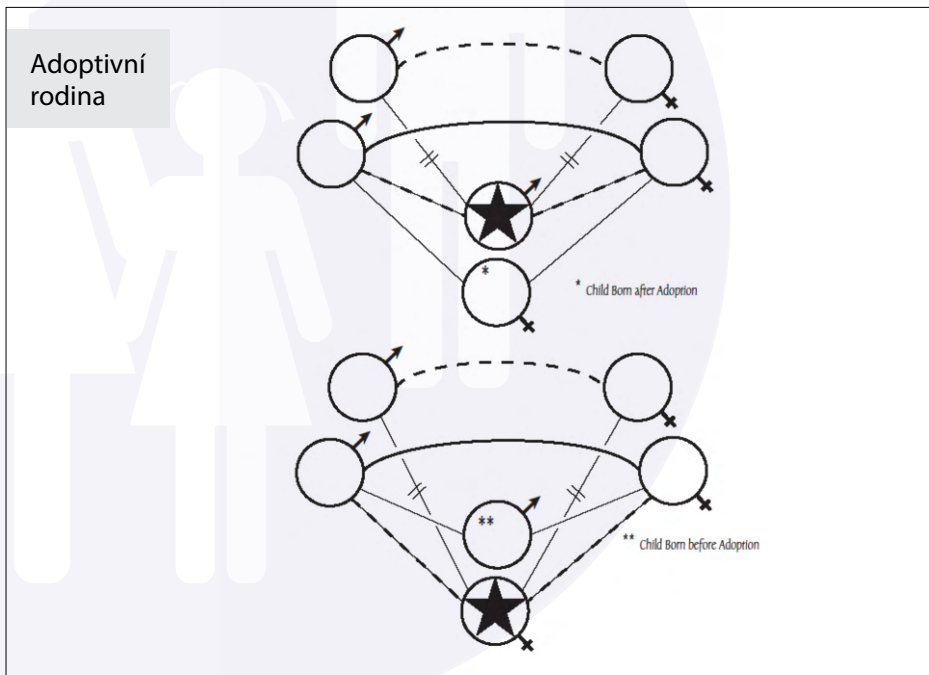 Adoptivní
rodina
*
* Child Born after Adoption
**
** Child Born before Adoption